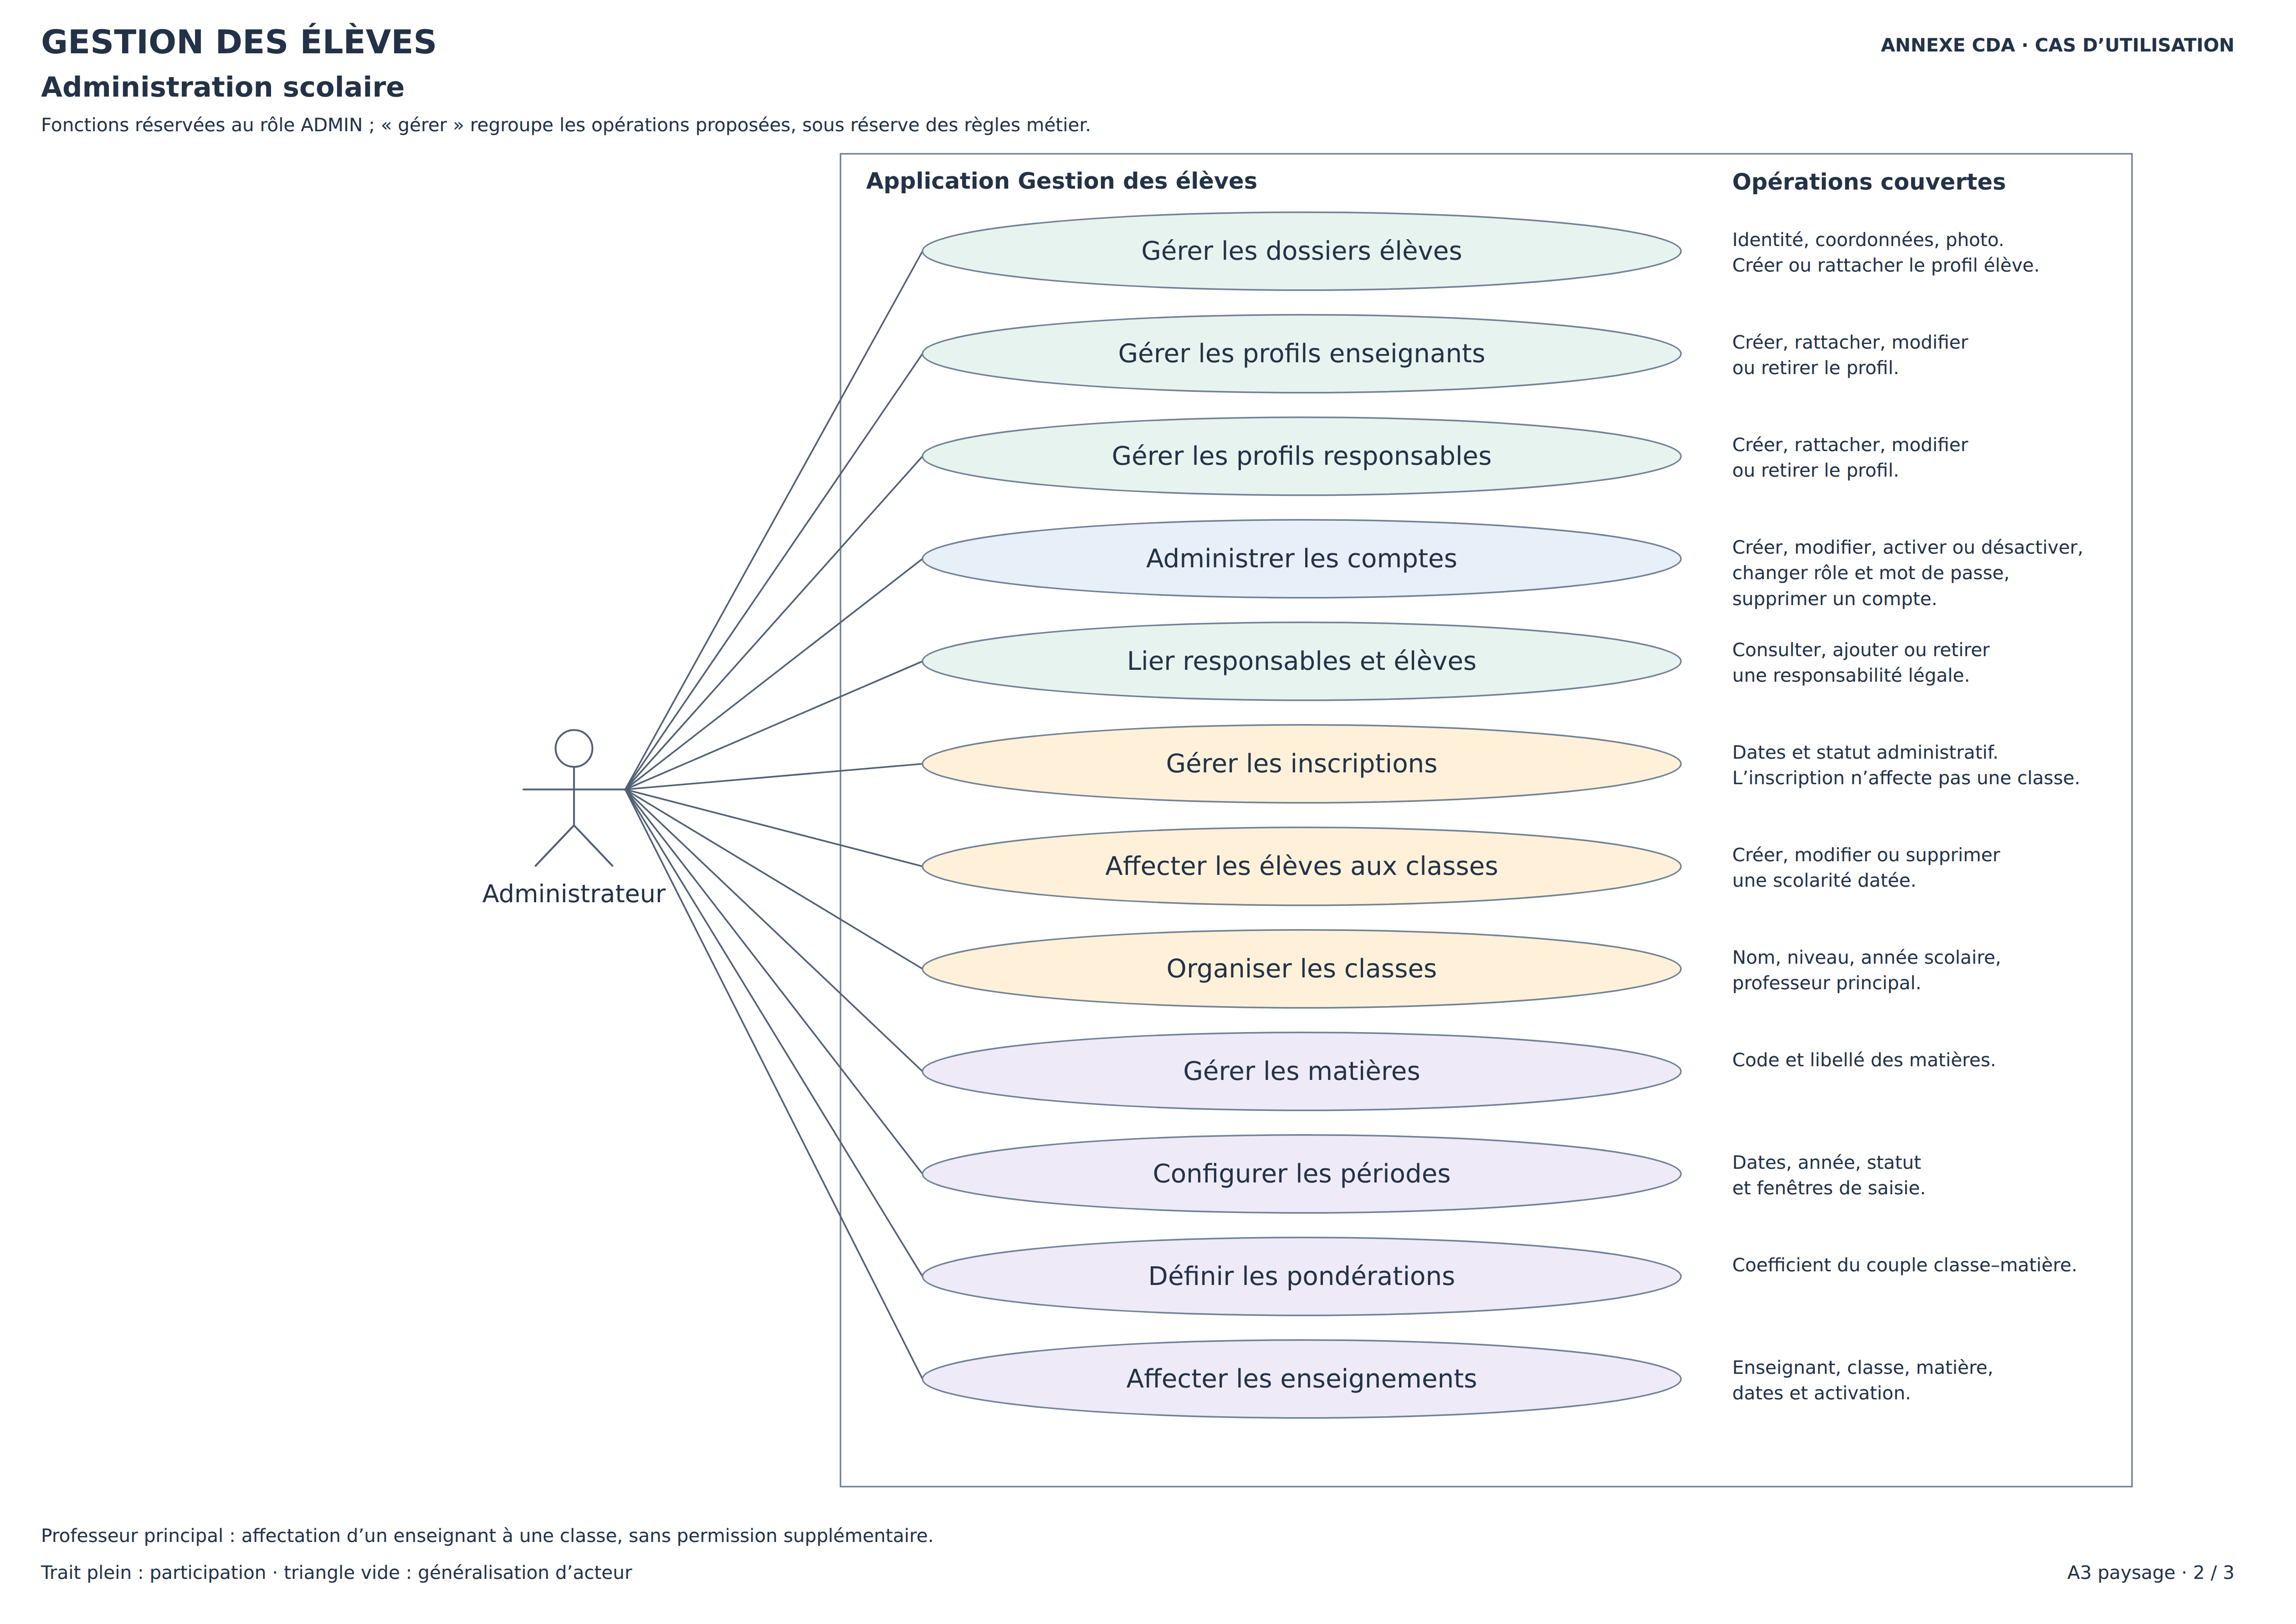 GESTION DES ÉLÈVES
ANNEXE CDA · CAS D’UTILISATION
Administration scolaire
Fonctions réservées au rôle ADMIN ; « gérer » regroupe les opérations proposées, sous réserve des règles métier.
Application Gestion des élèves
Opérations couvertes
Gérer les dossiers élèves
Identité, coordonnées, photo.
Créer ou rattacher le profil élève.
Gérer les profils enseignants
Créer, rattacher, modifier
ou retirer le profil.
Gérer les profils responsables
Créer, rattacher, modifier
ou retirer le profil.
Administrer les comptes
Créer, modifier, activer ou désactiver,
changer rôle et mot de passe,
supprimer un compte.
Lier responsables et élèves
Consulter, ajouter ou retirer
une responsabilité légale.
Gérer les inscriptions
Dates et statut administratif.
L’inscription n’affecte pas une classe.
Affecter les élèves aux classes
Créer, modifier ou supprimer
une scolarité datée.
Administrateur
Organiser les classes
Nom, niveau, année scolaire,
professeur principal.
Gérer les matières
Code et libellé des matières.
Configurer les périodes
Dates, année, statut
et fenêtres de saisie.
Définir les pondérations
Coefficient du couple classe–matière.
Affecter les enseignements
Enseignant, classe, matière,
dates et activation.
Professeur principal : affectation d’un enseignant à une classe, sans permission supplémentaire.
Trait plein : participation · triangle vide : généralisation d’acteur
A3 paysage · 2 / 3